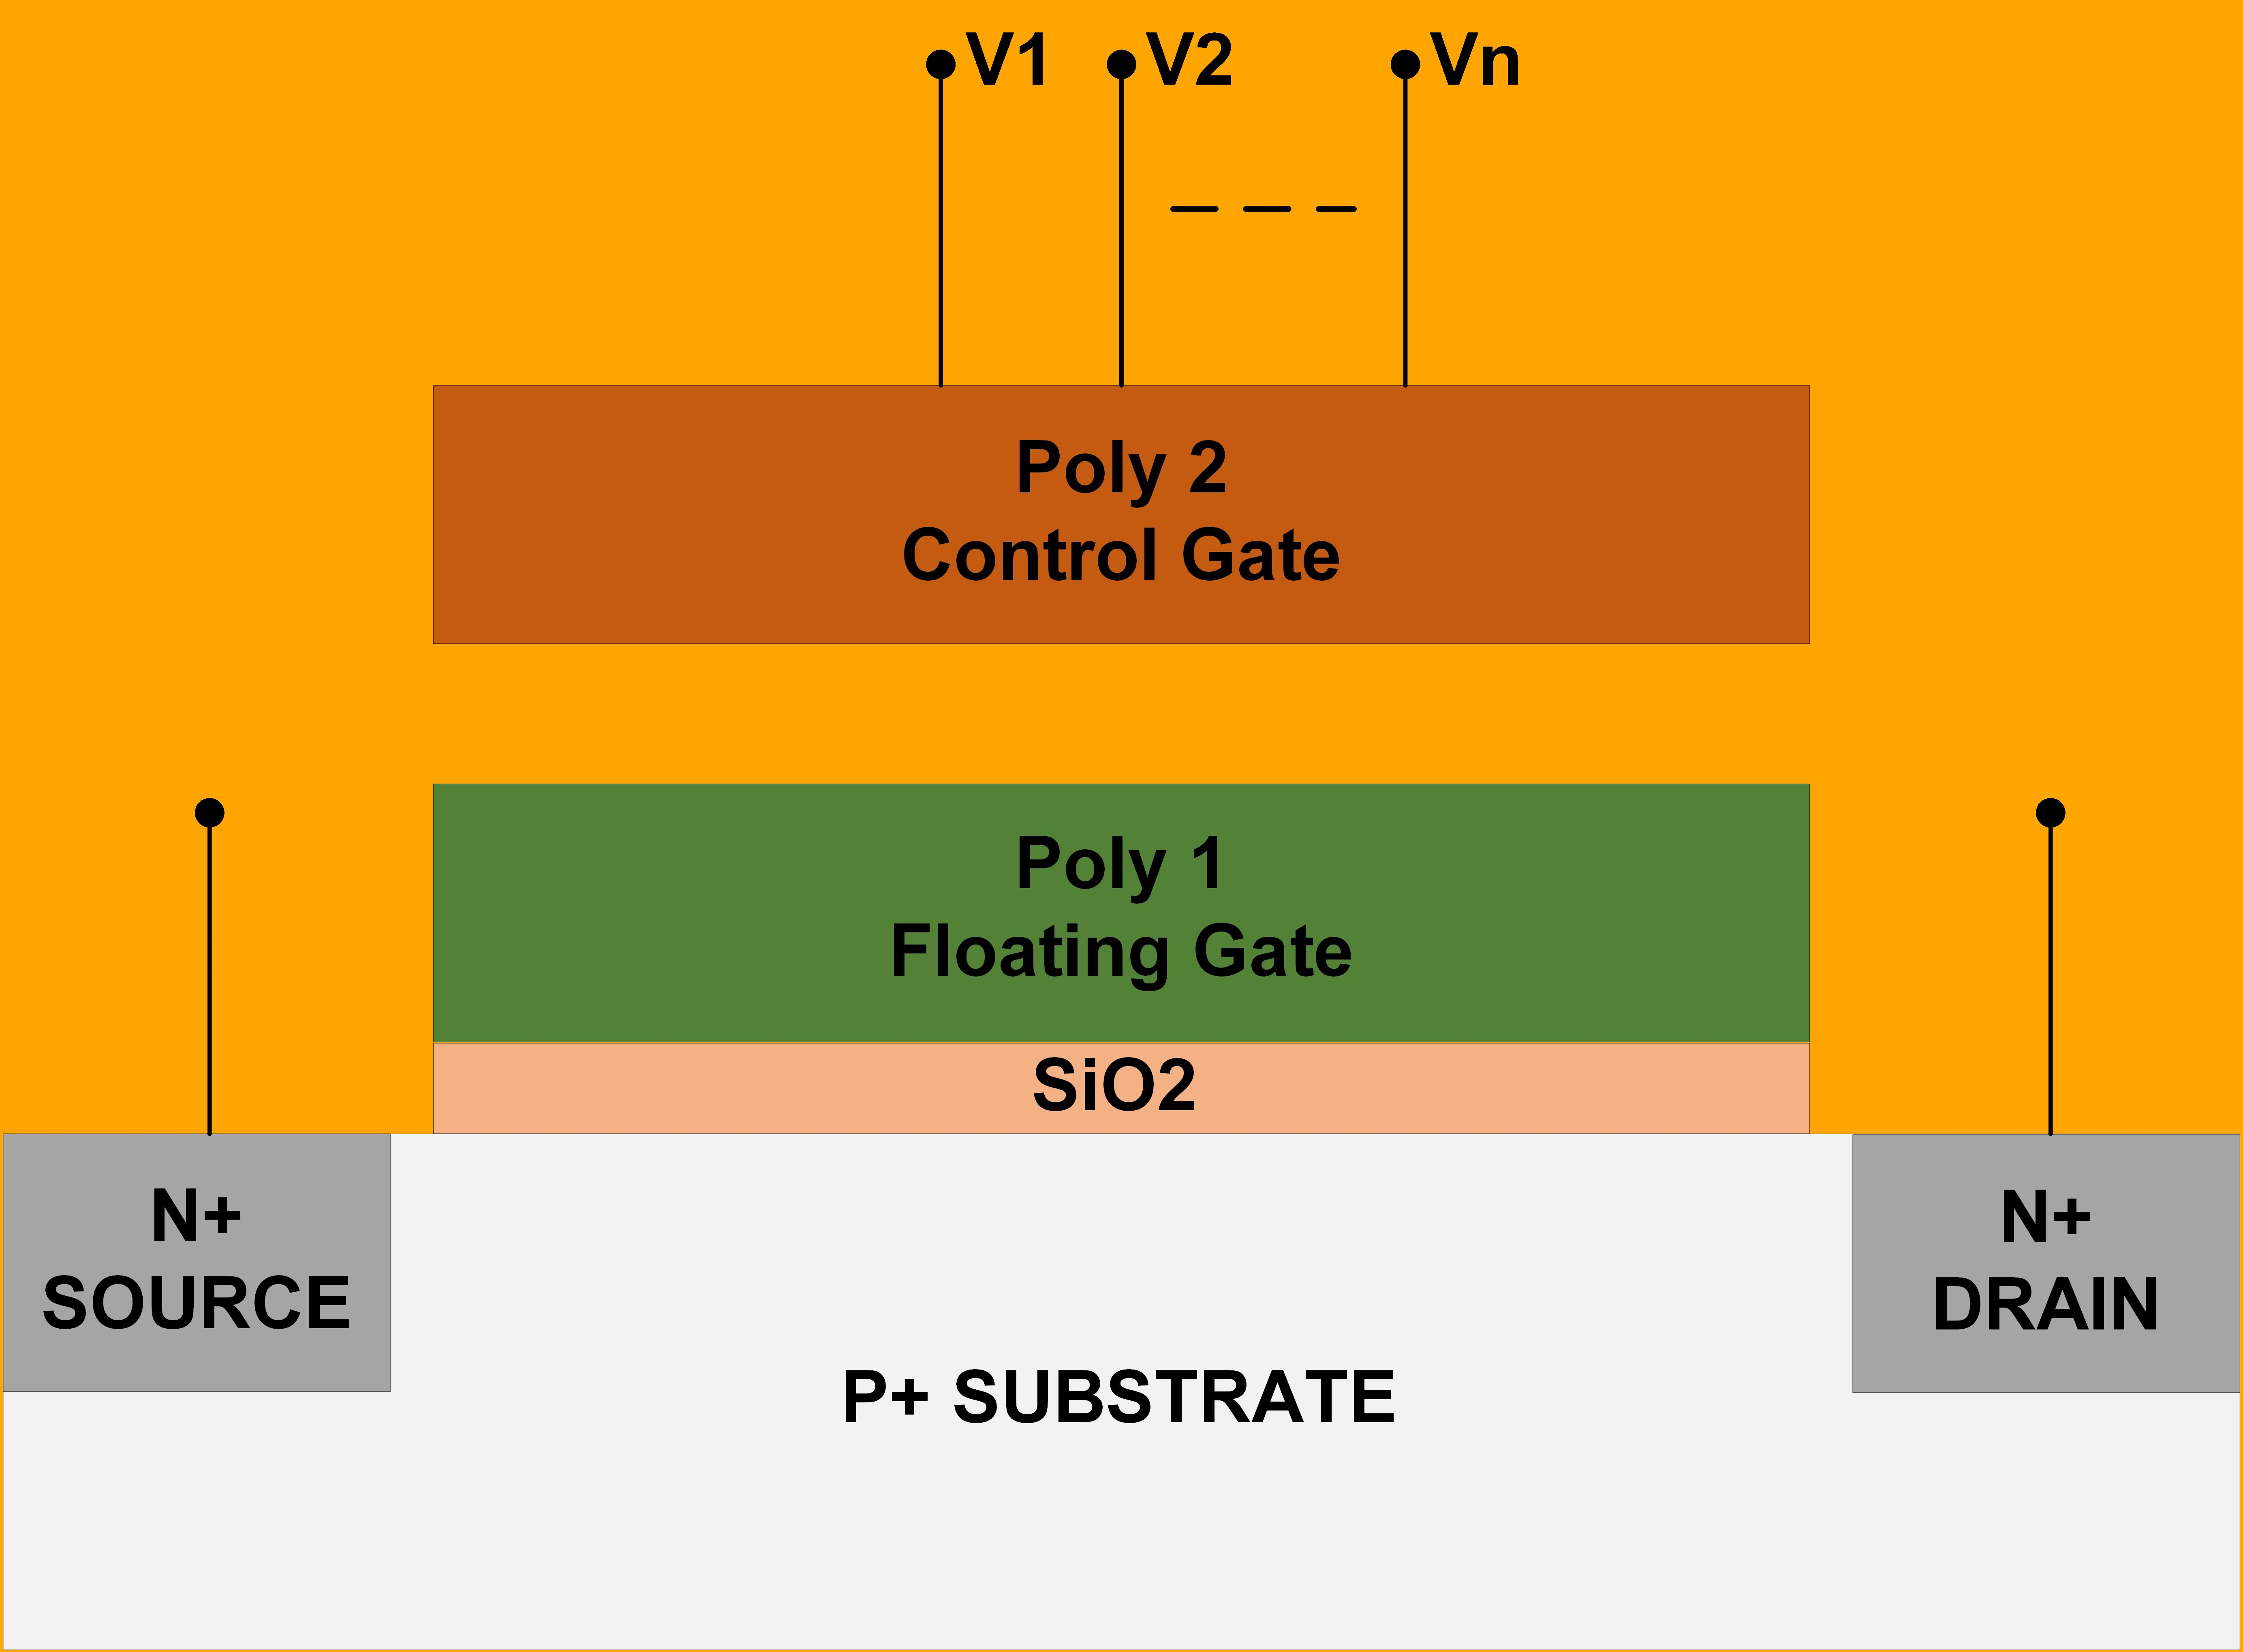 V1 V2 Vn
Poly 2
Control Gate
Poly 1
Floating Gate
SiO2
N+
SOURCE
N+
DRAIN
P+ SUBSTRATE